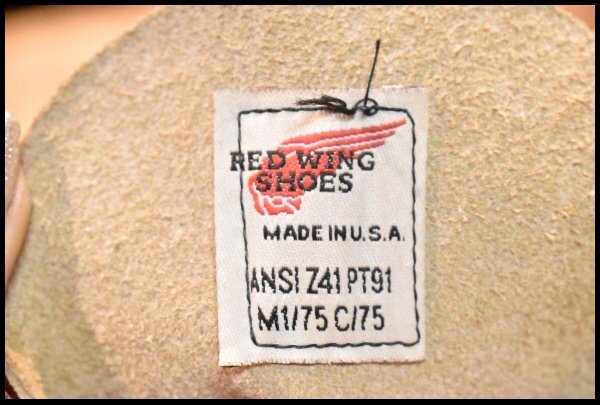 RED WING
SHOES
MADE IN U.S.A.
ANSI Z41 PT91
M1/75 C/75